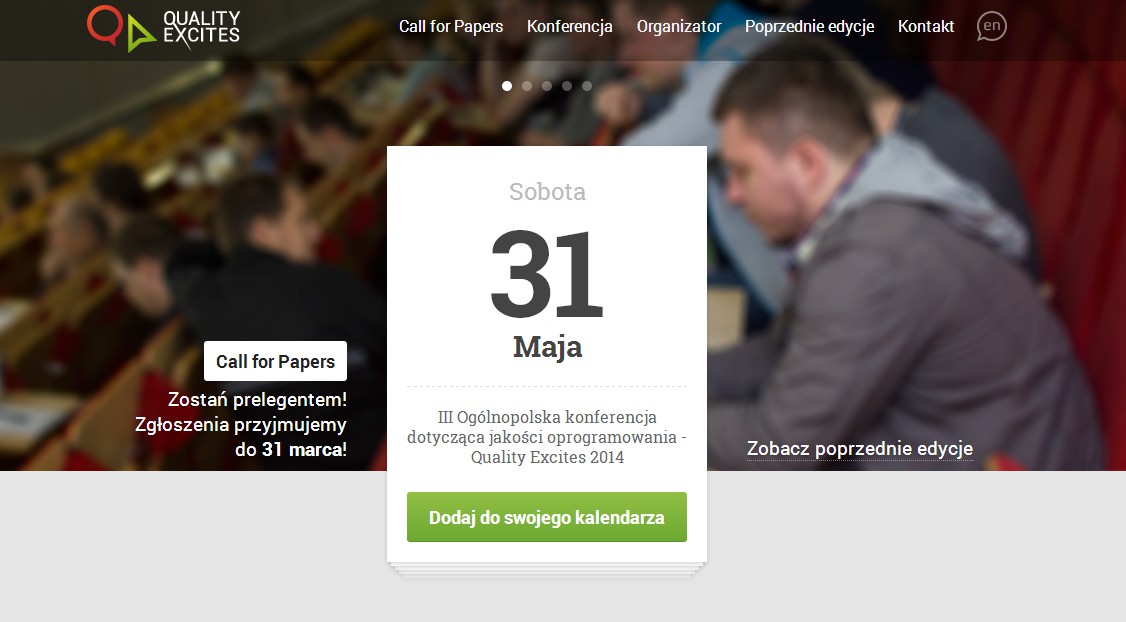 QUALITY
EXCITES
Call for Papers Konferencja Organizator Poprzednie edycje Kontakt en
Sobota
31
Maja
III Ogólnopolska konferencja
dotycząca jakości oprogramowania -
Quality Excites 2014
Dodaj do swojego kalendarza
Call for Papers
Zostań prelegentem!
Zgłoszenia przyjmujemy
do 31 marca!
Zobacz poprzednie edycje